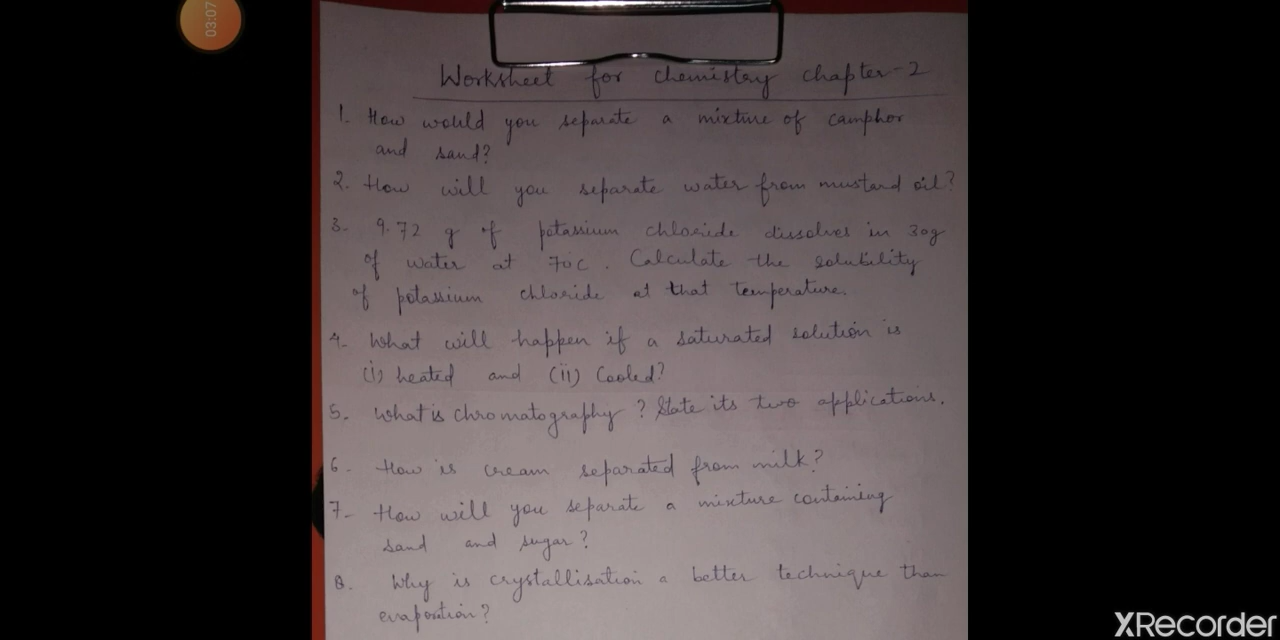 03:07
Worksheet for chemistry chapter-2
1. How would you separate a mixture of camphor
and sand?
2. How will you separate water from mustard oil?
3. 9.72 g of potassium chloride dissolves in 30g
of water at 70c. Calculate the solubility
of potassium chloride at that temperature.
4. What will happen if a saturated solution is
(i) heated and (ii) Cooled?
5. What is chromatography? State its two applications.
6. How is cream separated from milk?
7. How will you separate a mixture containing
sand and sugar?
8. Why is crystallisation a better technique than
evaportion?
XRecorder